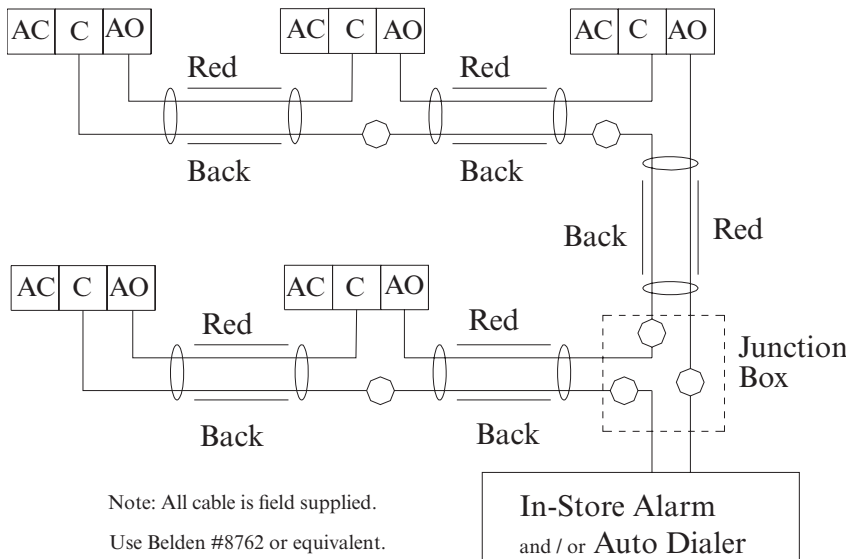 AC C AO
AC C AO
AC C AO
Red
Red
Back
Back
Back
Red
AC C AO
AC C AO
Red
Red
Junction
Box
Back
Back
Note: All cable is field supplied.
Use Belden #8762 or equivalent.
In-Store Alarm
and / or Auto Dialer